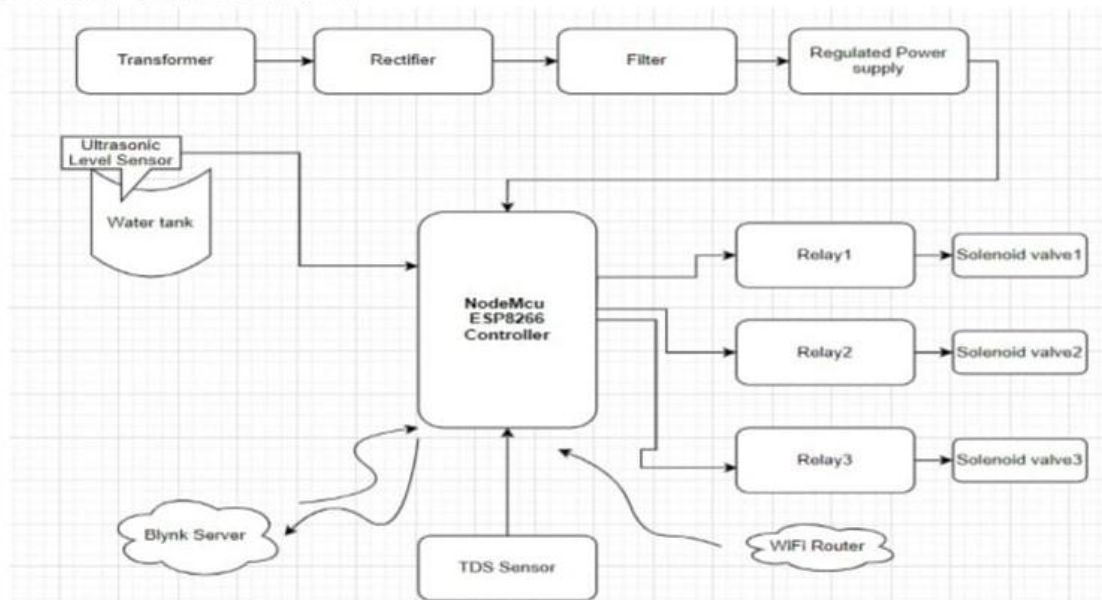 Transformer
Rectifier
Filter
Regulated Power
supply
Ultrasonic
Level Sensor
Water tank
NodeMcu
ESP8266
Controller
Relay1
Solenoid valve1
Relay2
Solenoid valve2
Relay3
Solenoid valve3
Blynk Server
TDS Sensor
WiFi Router